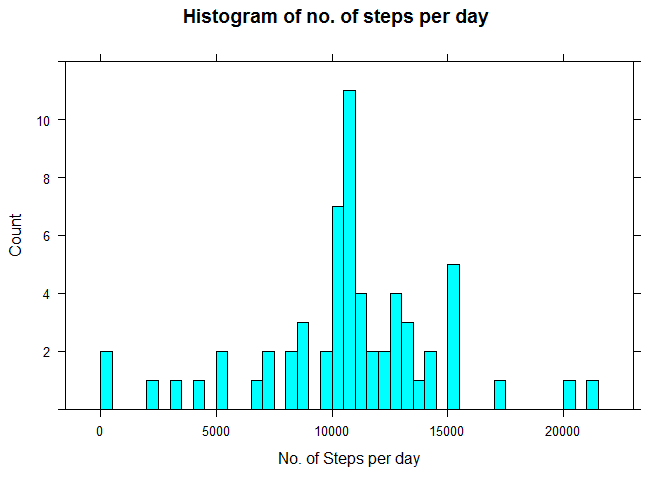 Histogram of no. of steps per day
10
8
6
4
2
Count
0 5000 10000 15000 20000
No. of Steps per day